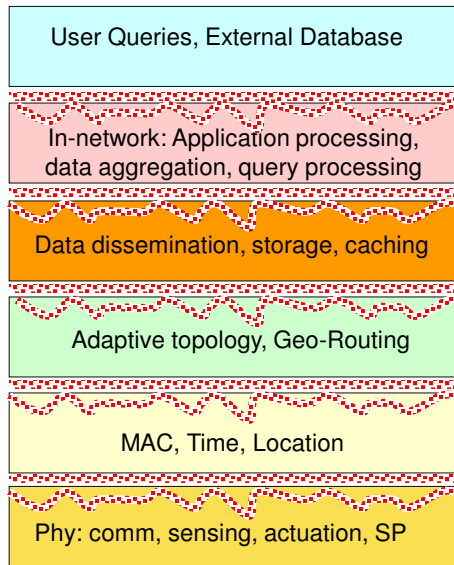 User Queries, External Database
In-network: Application processing,
data aggregation, query processing
Data dissemination, storage, caching
Adaptive topology, Geo-Routing
MAC, Time, Location
Phy: comm, sensing, actuation, SP